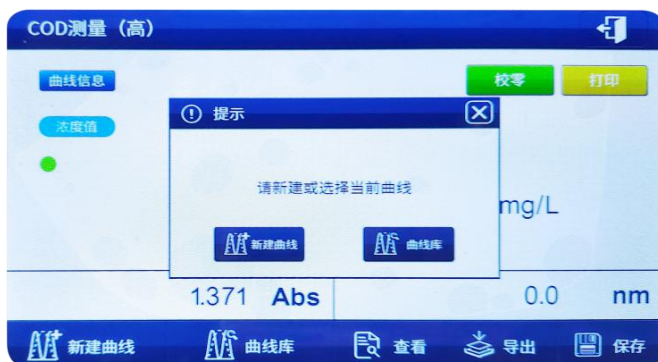 COD测量（高）
曲线信息
校零
打印
提示
浓度值
请新建或选择当前曲线
mg/L
新建曲线
曲线库
1.371 Abs
0.0 nm
新建曲线
曲线库
查看
导出
保存